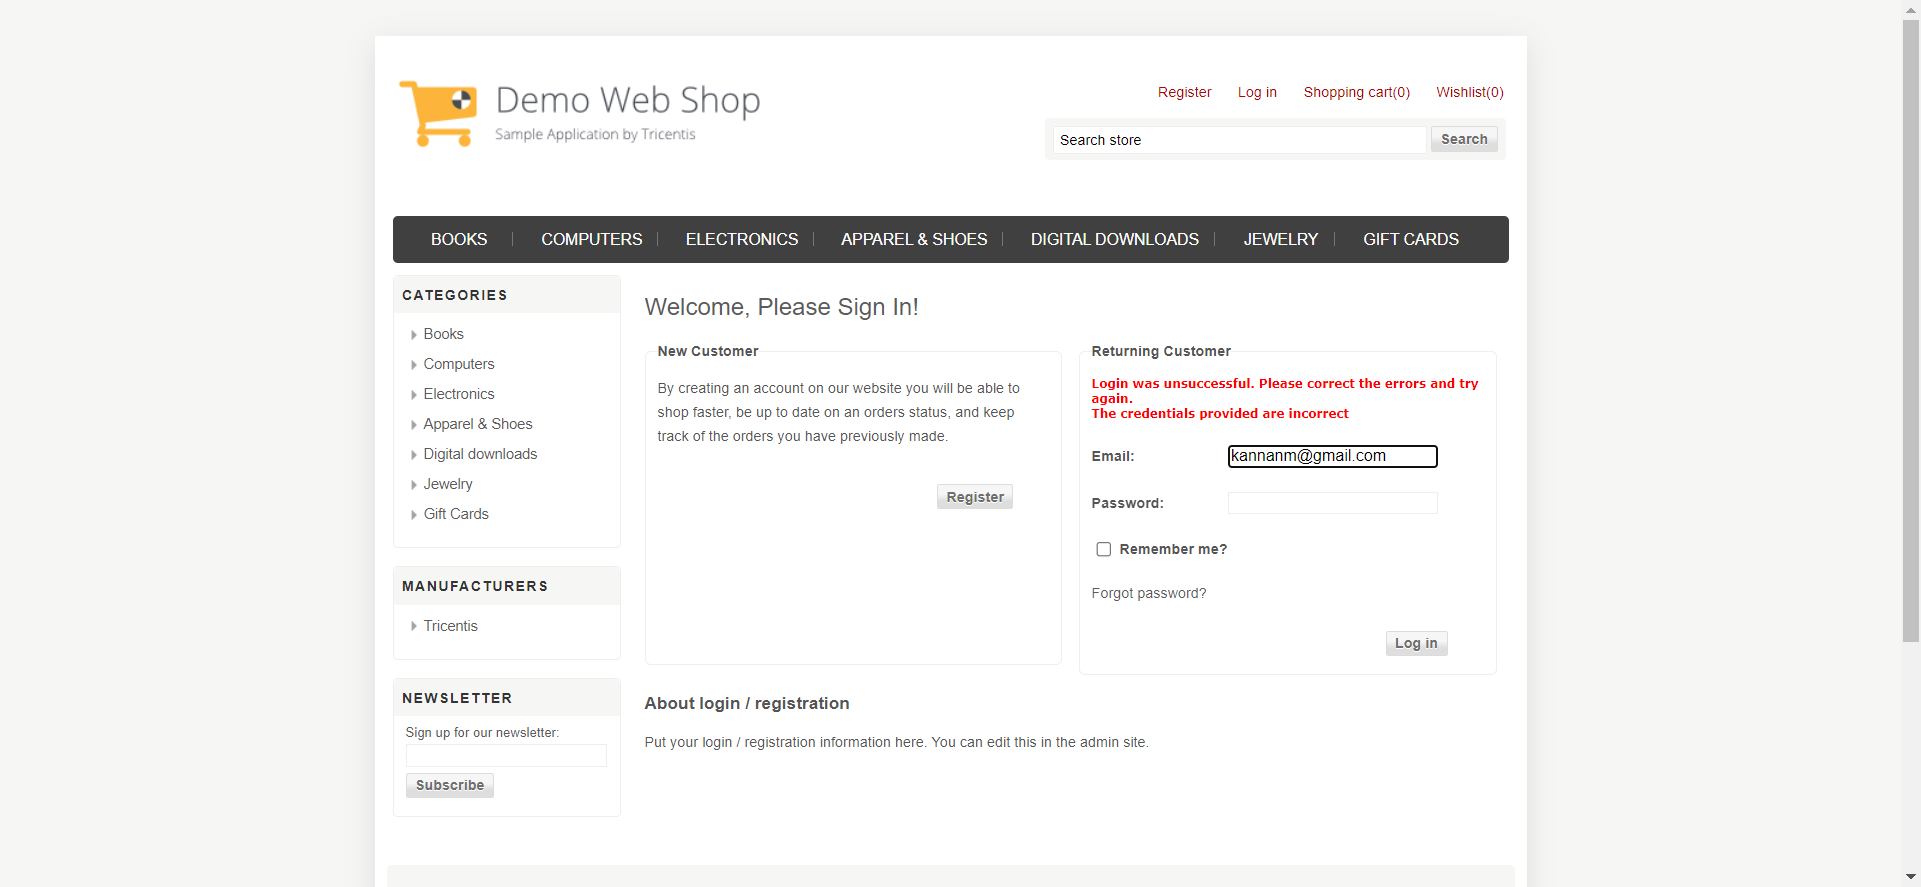 Demo Web Shop
Sample Application by Tricentis
Register Log in Shopping cart(0) Wishlist(0)
Search store Search
BOOKS COMPUTERS ELECTRONICS APPAREL & SHOES DIGITAL DOWNLOADS JEWELRY GIFT CARDS
CATEGORIES
Books
Computers
Electronics
Apparel & Shoes
Digital downloads
Jewelry
Gift Cards
MANUFACTURERS
Tricentis
NEWSLETTER
Sign up for our newsletter:
Subscribe
Welcome, Please Sign In!
New Customer
By creating an account on our website you will be able to
shop faster, be up to date on an orders status, and keep
track of the orders you have previously made.
Register
Returning Customer
Login was unsuccessful. Please correct the errors and try
again.
The credentials provided are incorrect
Email: kannanm@gmail.com
Password:
Remember me?
Forgot password?
Log in
About login / registration
Put your login / registration information here. You can edit this in the admin site.